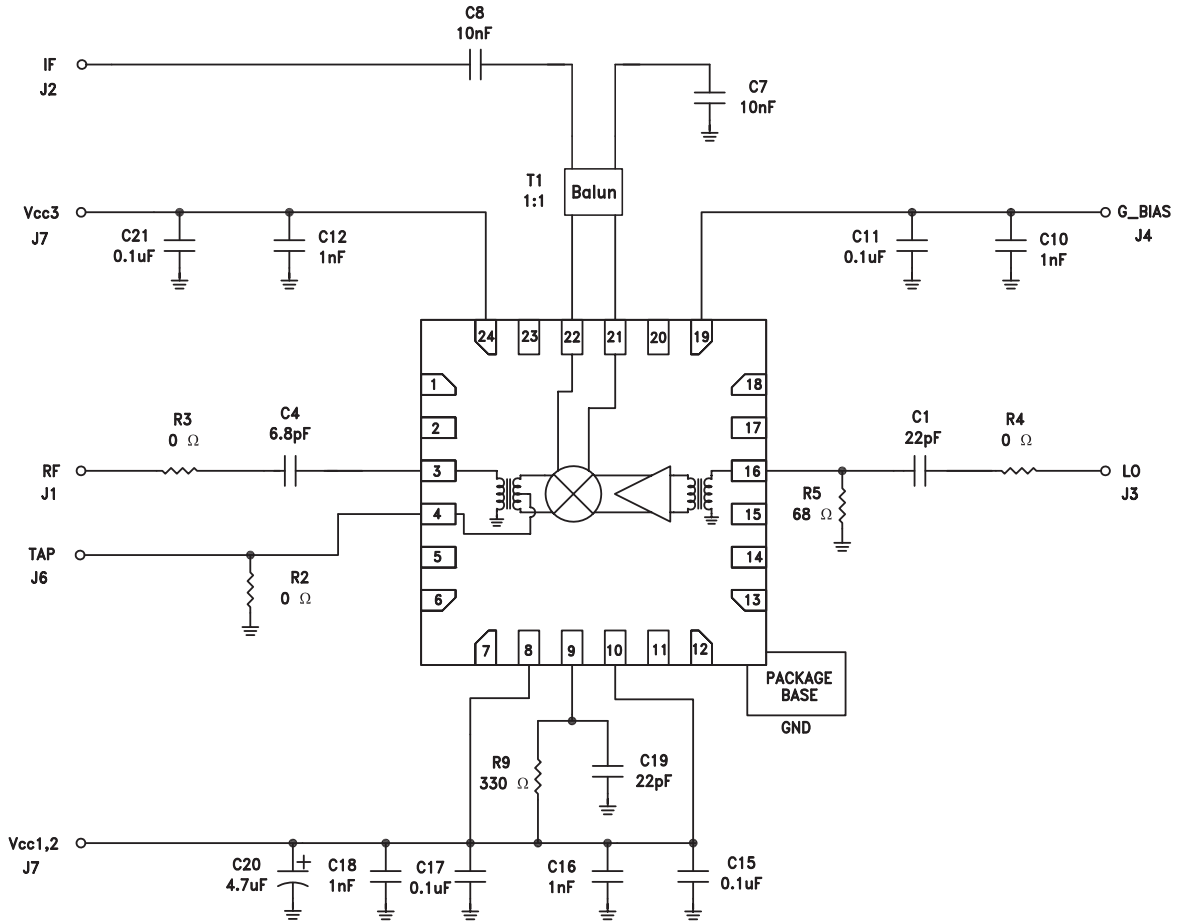 C8
10nF
IF
J2
C7
10nF
T1
1:1
Balun
Vcc3
J7
C21
0.1uF
C12
1nF
C11
0.1uF
C10
1nF
G_BIAS
J4
24
23
22
21
20
19
1
2
3
4
5
6
18
17
16
15
14
13
7
8
9
10
11
12
R3
0 Ω
C4
6.8pF
RF
J1
TAP
J6
R2
0 Ω
C1
22pF
R4
0 Ω
LO
J3
R5
68 Ω
PACKAGE
BASE
GND
R9
330 Ω
C19
22pF
Vcc1,2
J7
C20
4.7uF
+
C18
1nF
C17
0.1uF
C16
1nF
C15
0.1uF